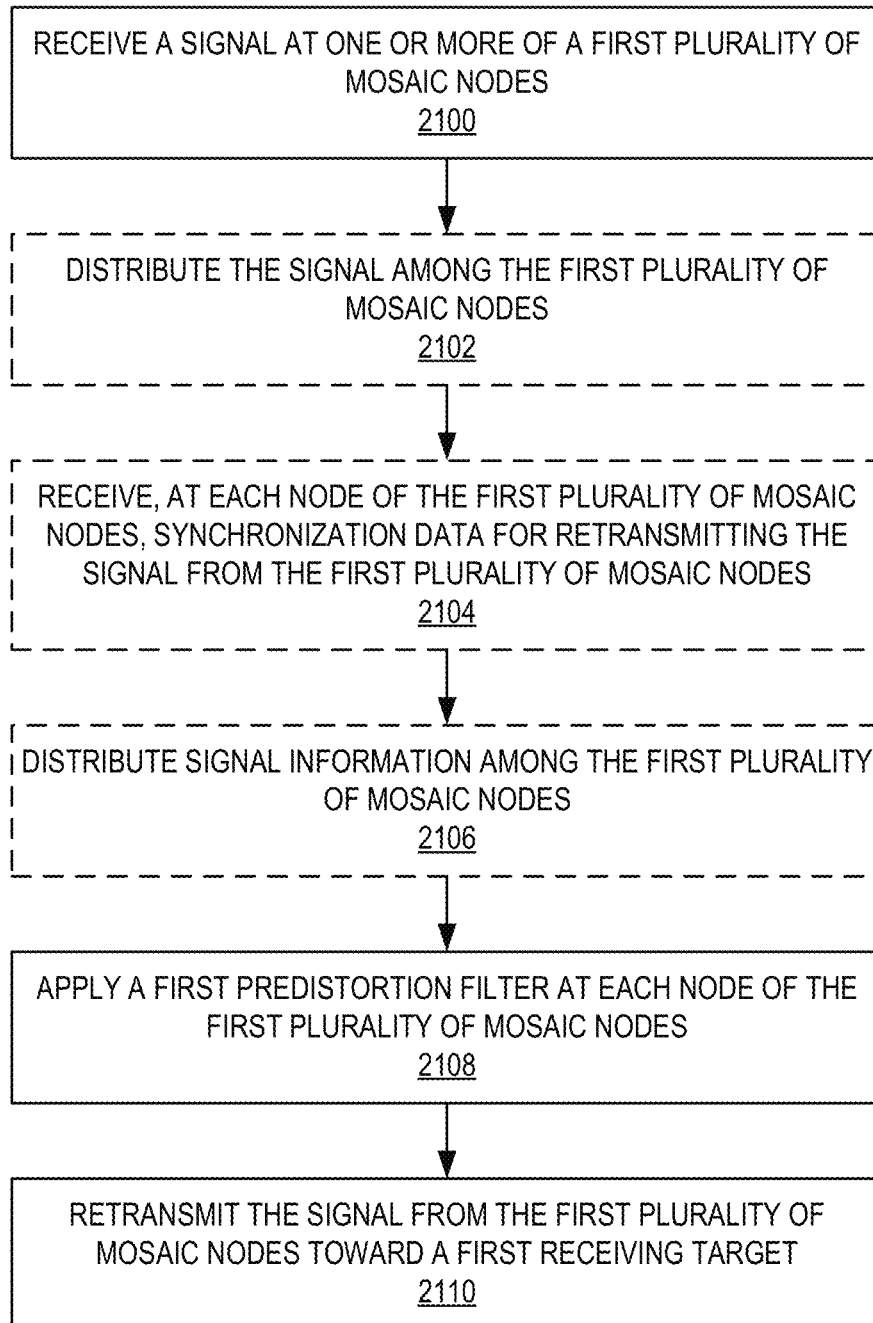 RECEIVE A SIGNAL AT ONE OR MORE OF A FIRST PLURALITY OF
MOSAIC NODES
2100
DISTRIBUTE THE SIGNAL AMONG THE FIRST PLURALITY OF
MOSAIC NODES
2102
RECEIVE, AT EACH NODE OF THE FIRST PLURALITY OF MOSAIC
NODES, SYNCHRONIZATION DATA FOR RETRANSMITTING THE
SIGNAL FROM THE FIRST PLURALITY OF MOSAIC NODES
2104
DISTRIBUTE SIGNAL INFORMATION AMONG THE FIRST PLURALITY
OF MOSAIC NODES
2106
APPLY A FIRST PREDISTORTION FILTER AT EACH NODE OF THE
FIRST PLURALITY OF MOSAIC NODES
2108
RETRANSMIT THE SIGNAL FROM THE FIRST PLURALITY OF
MOSAIC NODES TOWARD A FIRST RECEIVING TARGET
2110